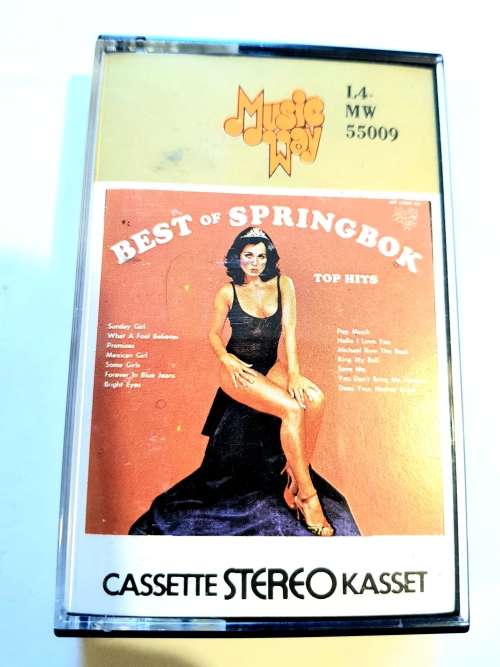 Music
Way
L4-
MW
55009
BEST OF SPRINGBOK
TOP HITS
Sunday Girl
What A Fool Believes
Promises
Mexican Girl
Some Girls
Forever In Blue Jeans
Bright Eyes
Pop Muzik
Hello I Love You
Michael Row The Boat
Ring My Bell
Save Me
You Don't Bring Me
Does Your Mother Know
CASSETTE STEREO KASSET